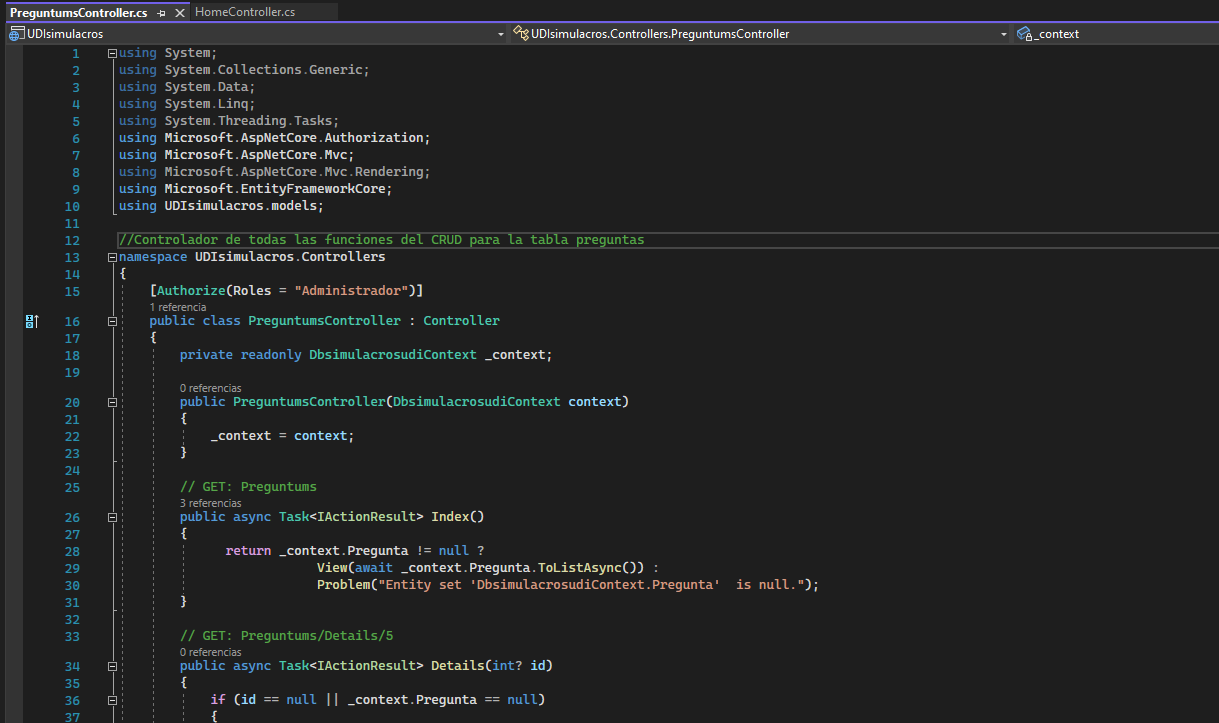 PreguntumsController.cs HomeController.cs
UDIsimulacros UDIsimulacros.Controllers.PreguntumsController _context
1 using System;
2 using System.Collections.Generic;
3 using System.Data;
4 using System.Linq;
5 using System.Threading.Tasks;
6 using Microsoft.AspNetCore.Authorization;
7 using Microsoft.AspNetCore.Mvc;
8 using Microsoft.AspNetCore.Mvc.Rendering;
9 using Microsoft.EntityFrameworkCore;
10 using UDIsimulacros.models;
11
12 //Controlador de todas las funciones del CRUD para la tabla preguntas
13 namespace UDIsimulacros.Controllers
14 {
15 [Authorize(Roles = "Administrador")]
1 referencia
16 public class PreguntumsController : Controller
17 {
18 private readonly DbsimulacrosudiContext _context;
19
0 referencias
20 public PreguntumsController(DbsimulacrosudiContext context)
21 {
22 _context = context;
23 }
24
25 // GET: Preguntums
3 referencias
26 public async Task<IActionResult> Index()
27 {
28 return _context.Pregunta != null ?
29 View(await _context.Pregunta.ToListAsync()) :
30 Problem("Entity set 'DbsimulacrosudiContext.Pregunta'  is null.");
31 }
32
33 // GET: Preguntums/Details/5
0 referencias
34 public async Task<IActionResult> Details(int? id)
35 {
36 if (id == null || _context.Pregunta == null)
37 {